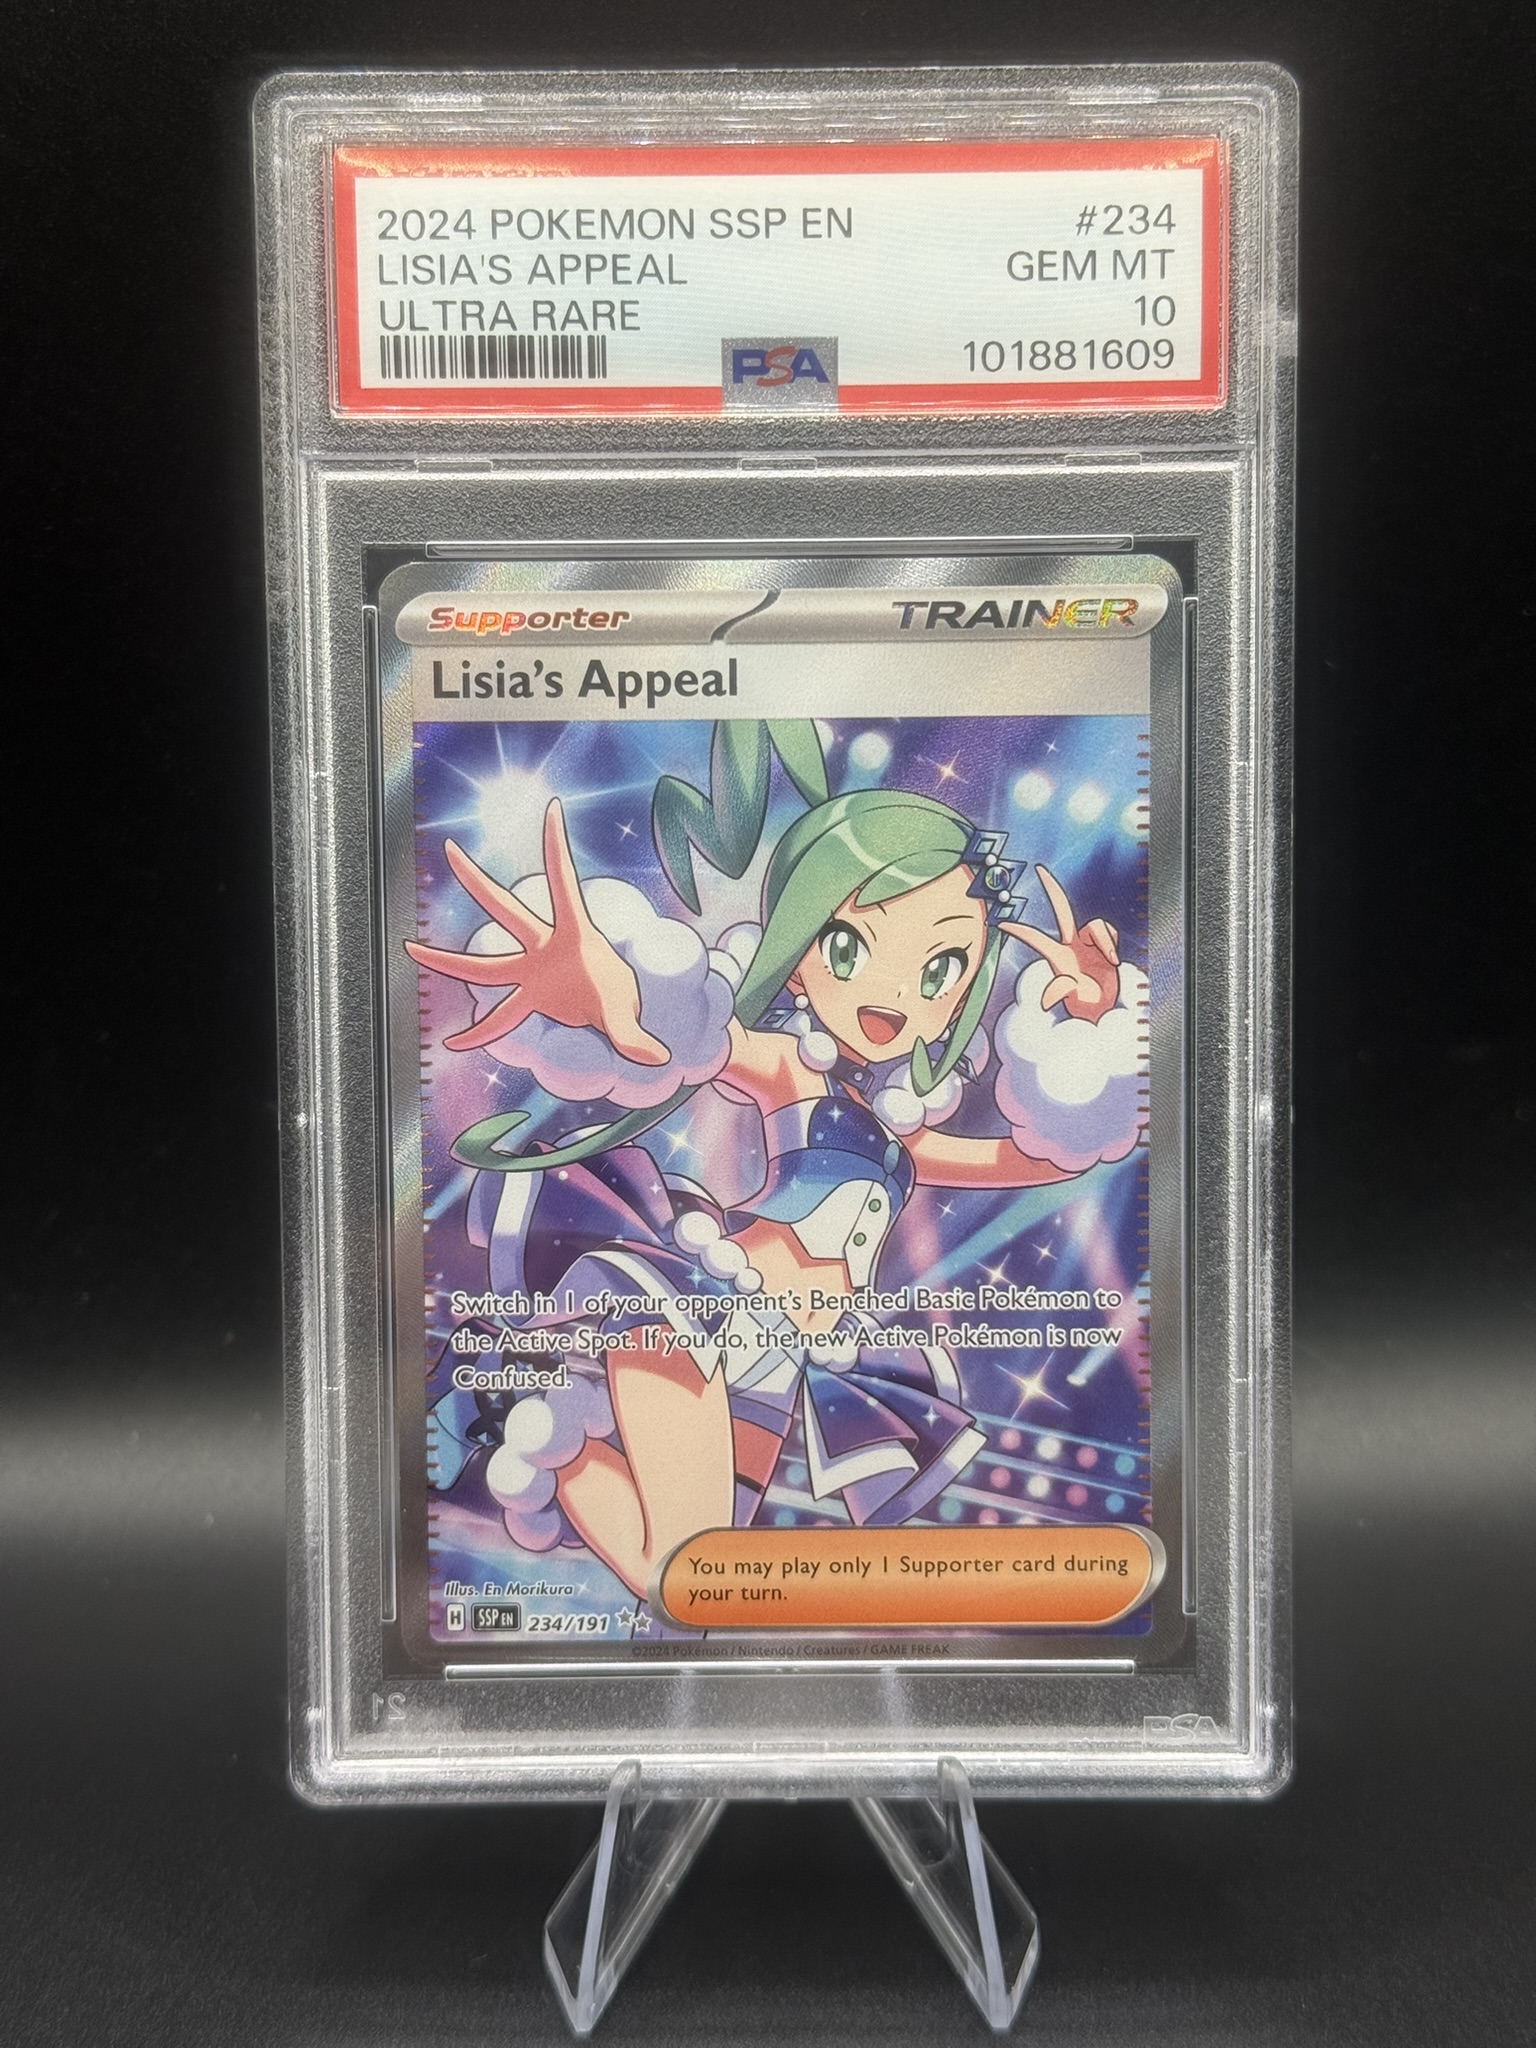 2024 POKEMON SSP EN #234
LISIA'S APPEAL GEM MT
ULTRA RARE 10
PSA 101881609
Supporter TRAINER
Lisia's Appeal
Switch in 1 of your opponent's Benched Basic Pokémon to
the Active Spot. If you do, the new Active Pokémon is now
Confused.
You may play only 1 Supporter card during
your turn.
Illus. En Morikura
H SSP EN 234/191
©2024 Pokémon / Nintendo / Creatures / GAME FREAK
21 PSA